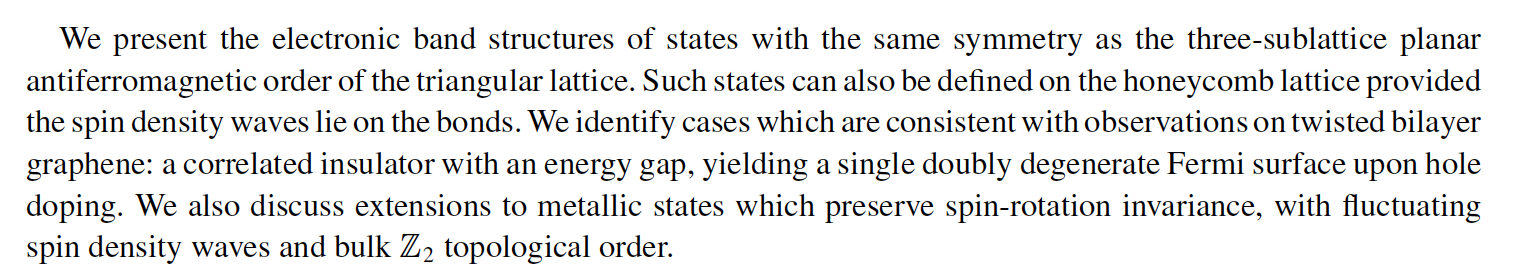 We present the electronic band structures of states with the same symmetry as the three-sublattice planar
antiferromagnetic order of the triangular lattice. Such states can also be defined on the honeycomb lattice provided
the spin density waves lie on the bonds. We identify cases which are consistent with observations on twisted bilayer
graphene: a correlated insulator with an energy gap, yielding a single doubly degenerate Fermi surface upon hole
doping. We also discuss extensions to metallic states which preserve spin-rotation invariance, with fluctuating
spin density waves and bulk ℤ₂ topological order.